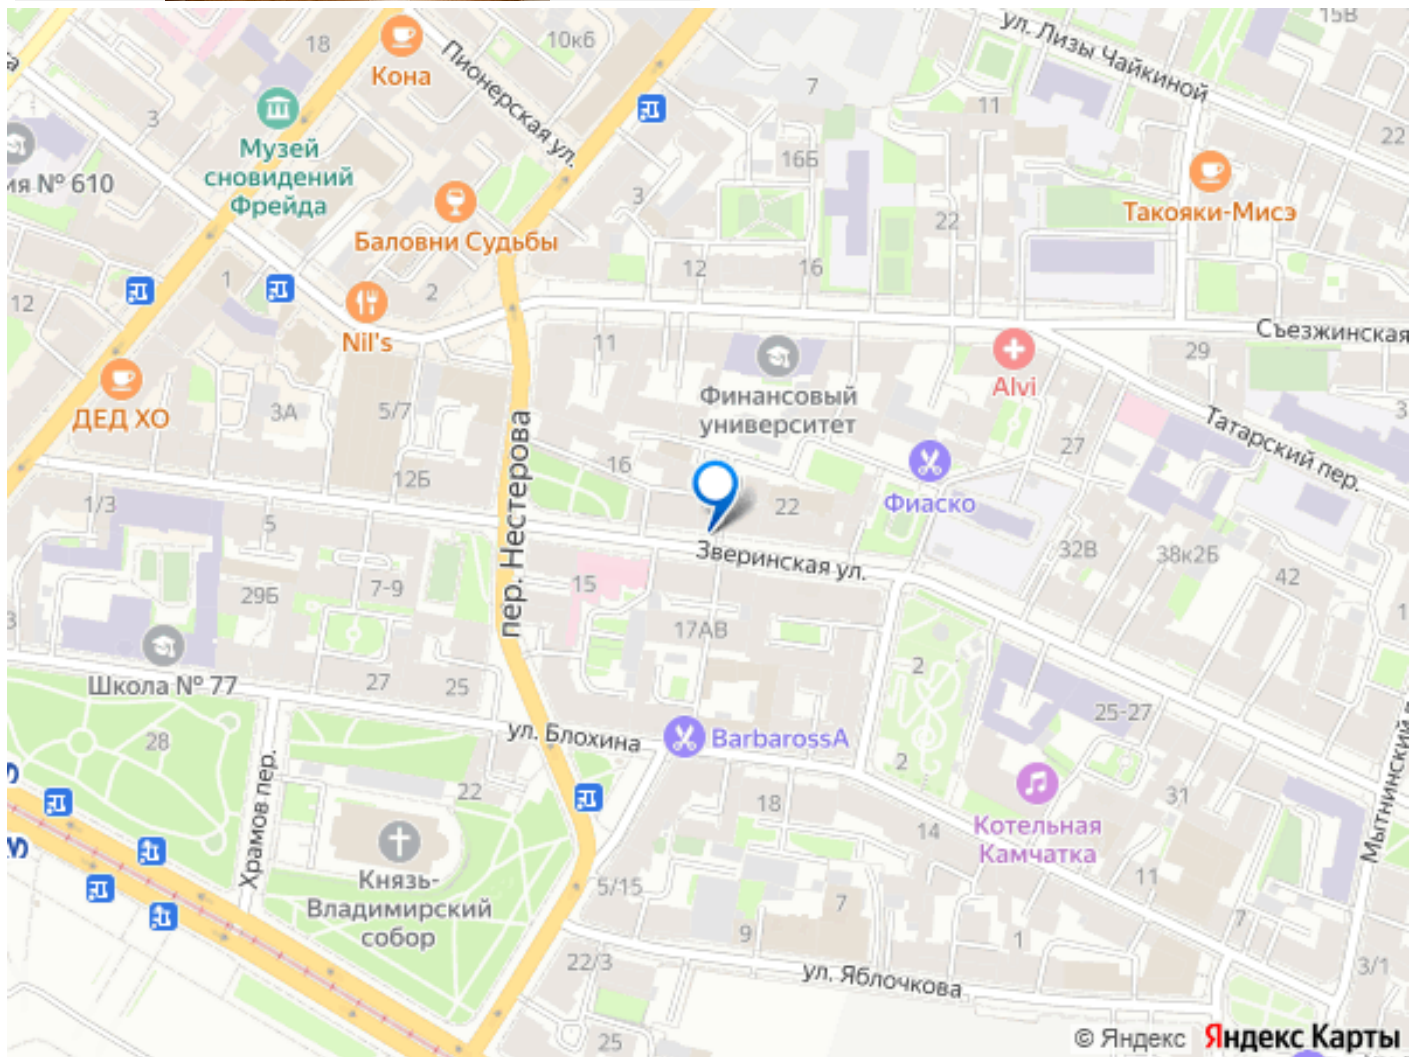 15В
ул. Лизы Чайкиной
18
Кона
Пионерская ул.
10к6
7
11
3
Музей
сновидений
Фрейда
№ 610
16Б
22
22
Такояки-Мисэ
3
Баловни Судьбы
12
16
1
2
12
Nil's
11
Съезжинская
29
Alvi
Финансовый
университет
ДЕД ХО
3А
5/7
пер. Нестерова
Татарский пер.
3
27
16
12Б
Фиаско
22
1/3
5
Зверинская ул.
32В
38к2Б
42
1
15
7-9
29Б
3
17АВ
2
Школа № 77
27
25
25-27
ул. Блохина
BarbarossA
28
2
Храмов пер.
22
18
31
Мытнинский
14
Котельная
Камчатка
Князь-
Владимирский
собор
5/15
7
11
9
7
1
22/3
ул. Яблочкова
3/1
25
© Яндекс Яндекс Карты